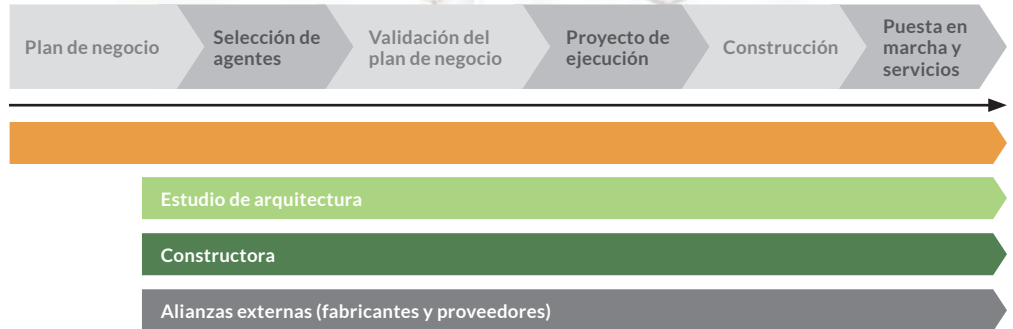 Plan de negocio
Selección de
agentes
Validación del
plan de negocio
Proyecto de
ejecución
Construcción
Puesta en
marcha y
servicios
Estudio de arquitectura
Constructora
Alianzas externas (fabricantes y proveedores)